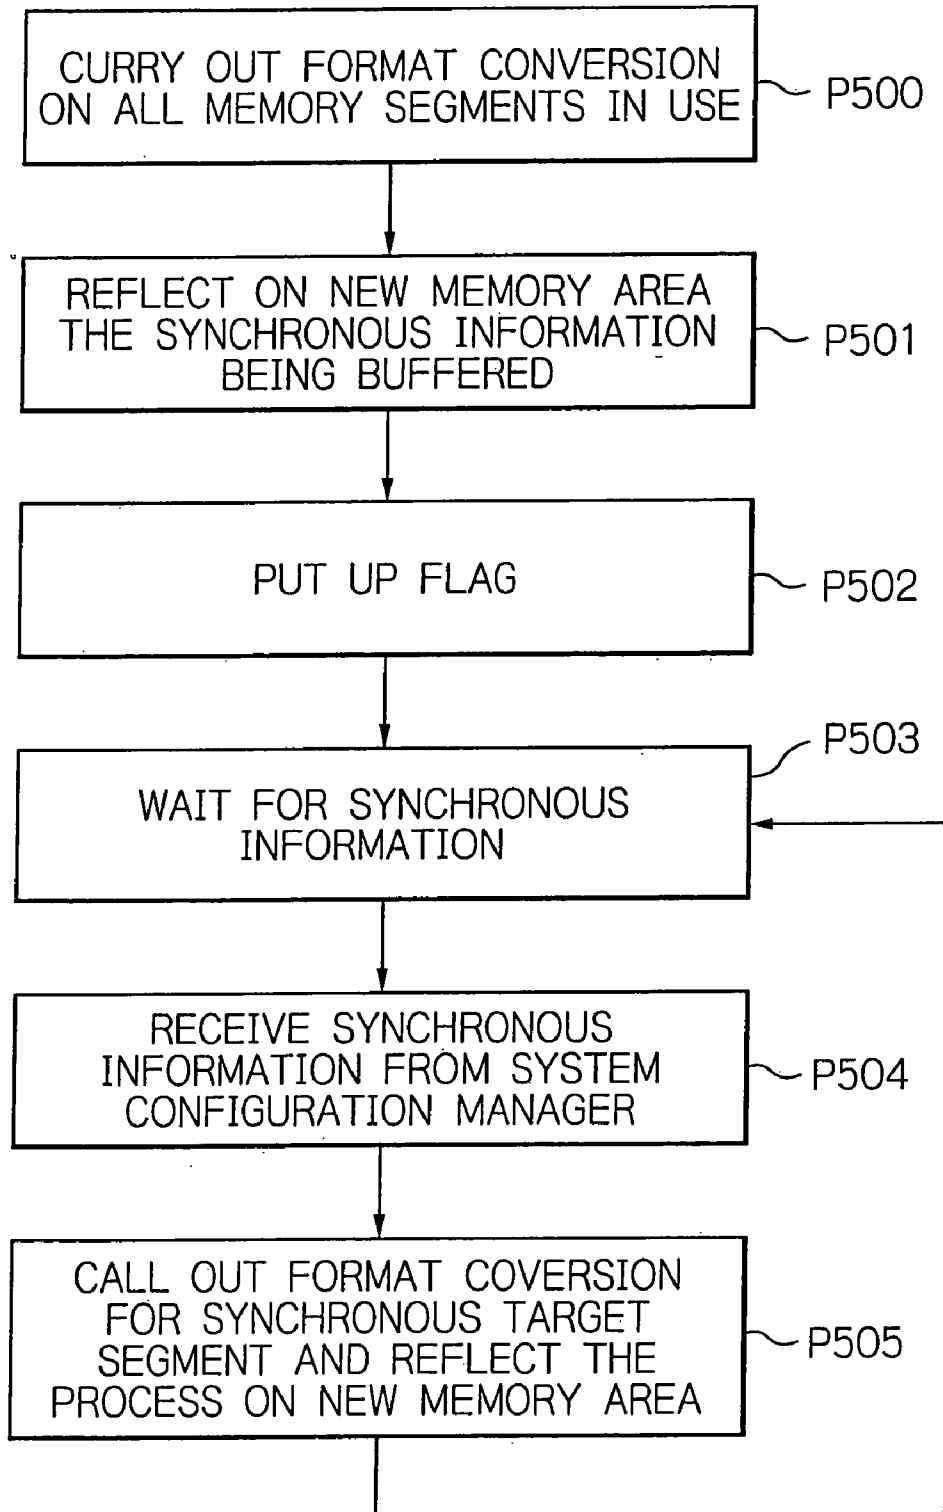 CURRY OUT FORMAT CONVERSION
ON ALL MEMORY SEGMENTS IN USE
P500
REFLECT ON NEW MEMORY AREA
THE SYNCHRONOUS INFORMATION
BEING BUFFERED
P501
PUT UP FLAG
P502
P503
WAIT FOR SYNCHRONOUS
INFORMATION
RECEIVE SYNCHRONOUS
INFORMATION FROM SYSTEM
CONFIGURATION MANAGER
P504
CALL OUT FORMAT COVERSION
FOR SYNCHRONOUS TARGET
SEGMENT AND REFLECT THE
PROCESS ON NEW MEMORY AREA
P505